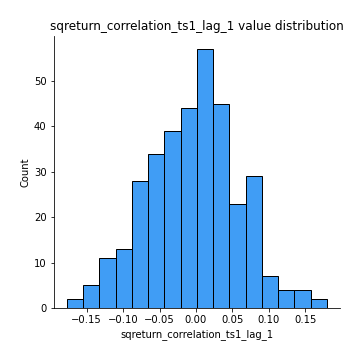 sqreturn_correlation_ts1_lag_1 value distribution
Count
50
40
30
20
10
0
−0.15 −0.10 −0.05 0.00 0.05 0.10 0.15
sqreturn_correlation_ts1_lag_1